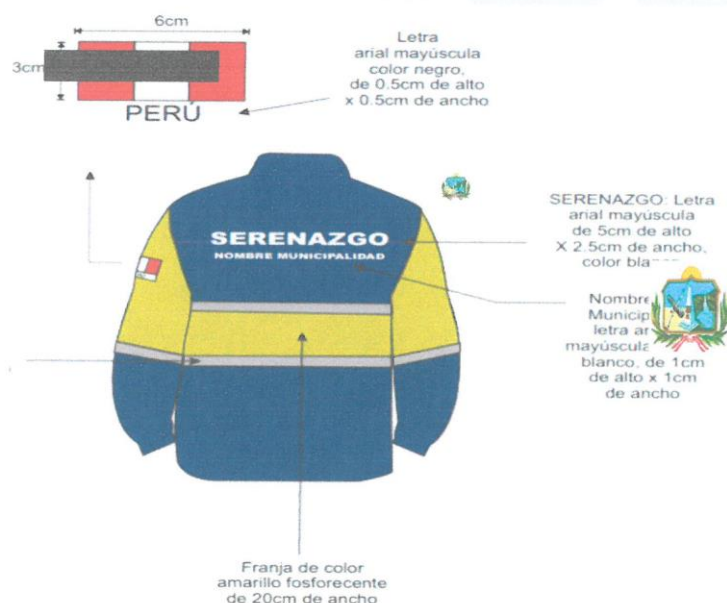 6cm
3cm
PERÚ
Letra
arial mayúscula
color negro,
de 0.5cm de alto
x 0.5cm de ancho
SERENAZGO
NOMBRE MUNICIPALIDAD
SERENAZGO: Letra
arial mayúscula
de 5cm de alto
X 2.5cm de ancho,
color
Nombre
letra
mayúscula
blanco, de 1cm
de alto x 1cm
de ancho
Franja de color
amarillo fosforecente
de 20cm de ancho